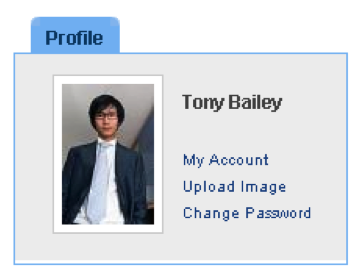 Profile
Tony Bailey
My Account
Upload Image
Change Password